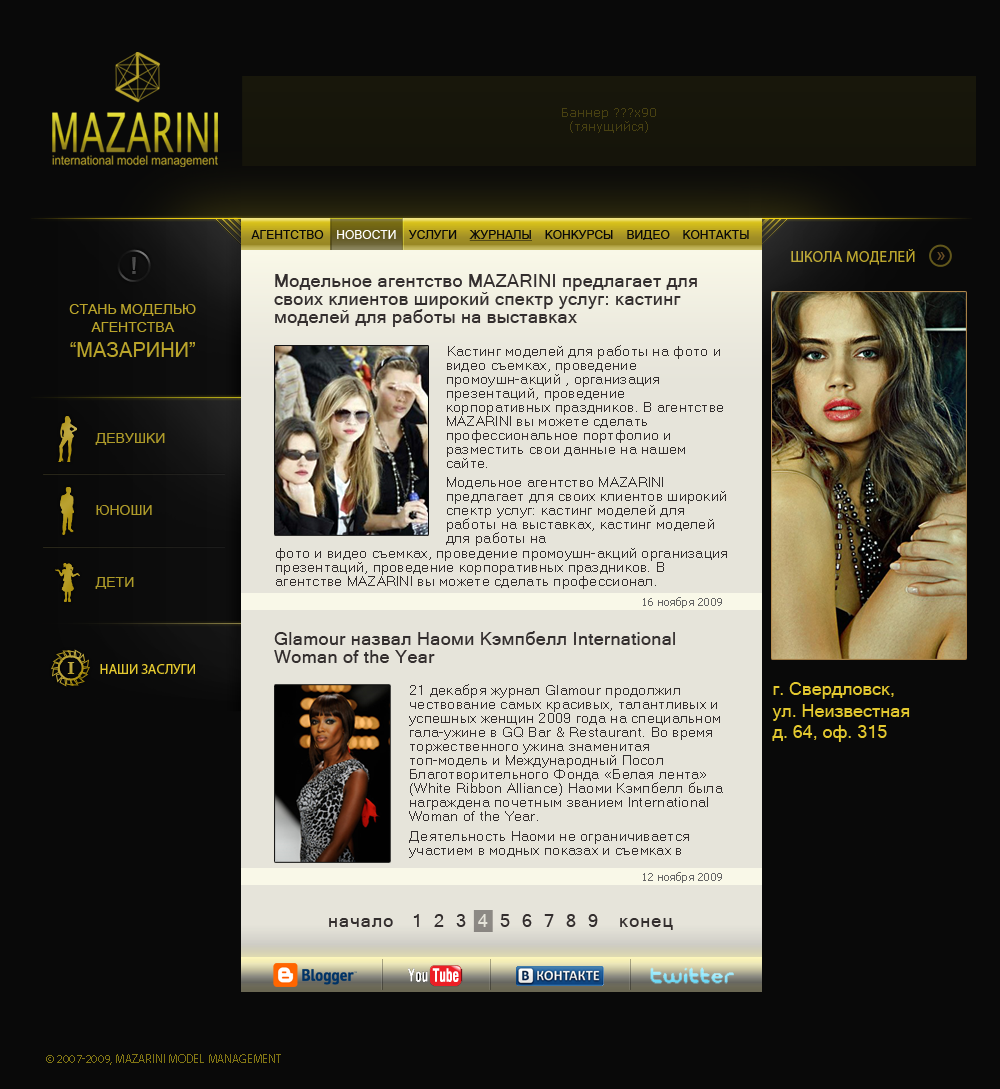 MAZARINI
international model management
Баннер ???x90
(тянущийся)
АГЕНТСТВО НОВОСТИ УСЛУГИ ЖУРНАЛЫ КОНКУРСЫ ВИДЕО КОНТАКТЫ
!
СТАНЬ МОДЕЛЬЮ
АГЕНТСТВА
“МАЗАРИНИ”
ДЕВУШКИ
ЮНОШИ
ДЕТИ
I НАШИ ЗАСЛУГИ
Модельное агентство MAZARINI предлагает для
своих клиентов широкий спектр услуг: кастинг
моделей для работы на выставках
Кастинг моделей для работы на фото и
видео съемках, проведение
промоушн-акций , организация
презентаций, проведение
корпоративных праздников. В агентстве
MAZARINI вы можете сделать
профессиональное портфолио и
разместить свои данные на нашем
сайте.
Модельное агентство MAZARINI
предлагает для своих клиентов широкий
спектр услуг: кастинг моделей для
работы на выставках, кастинг моделей
для работы на
фото и видео съемках, проведение промоушн-акций организация
презентаций, проведение корпоративных праздников. В
агентстве MAZARINI вы можете сделать профессионал.
16 ноября 2009
Glamour назвал Наоми Кэмпбелл International
Woman of the Year
21 декабря журнал Glamour продолжил
чествование самых красивых, талантливых и
успешных женщин 2009 года на специальном
гала-ужине в GQ Bar & Restaurant. Во время
торжественного ужина знаменитая
топ-модель и Международный Посол
Благотворительного Фонда «Белая лента»
(White Ribbon Alliance) Наоми Кэмпбелл была
награждена почетным званием International
Woman of the Year.
Деятельность Наоми не ограничивается
участием в модных показах и съемках в
12 ноября 2009
начало 1 2 3 4 5 6 7 8 9 конец
Blogger YouTube В КОНТАКТЕ twitter
ШКОЛА МОДЕЛЕЙ »
г. Свердловск,
ул. Неизвестная
д. 64, оф. 315
© 2007-2009, MAZARINI MODEL MANAGEMENT